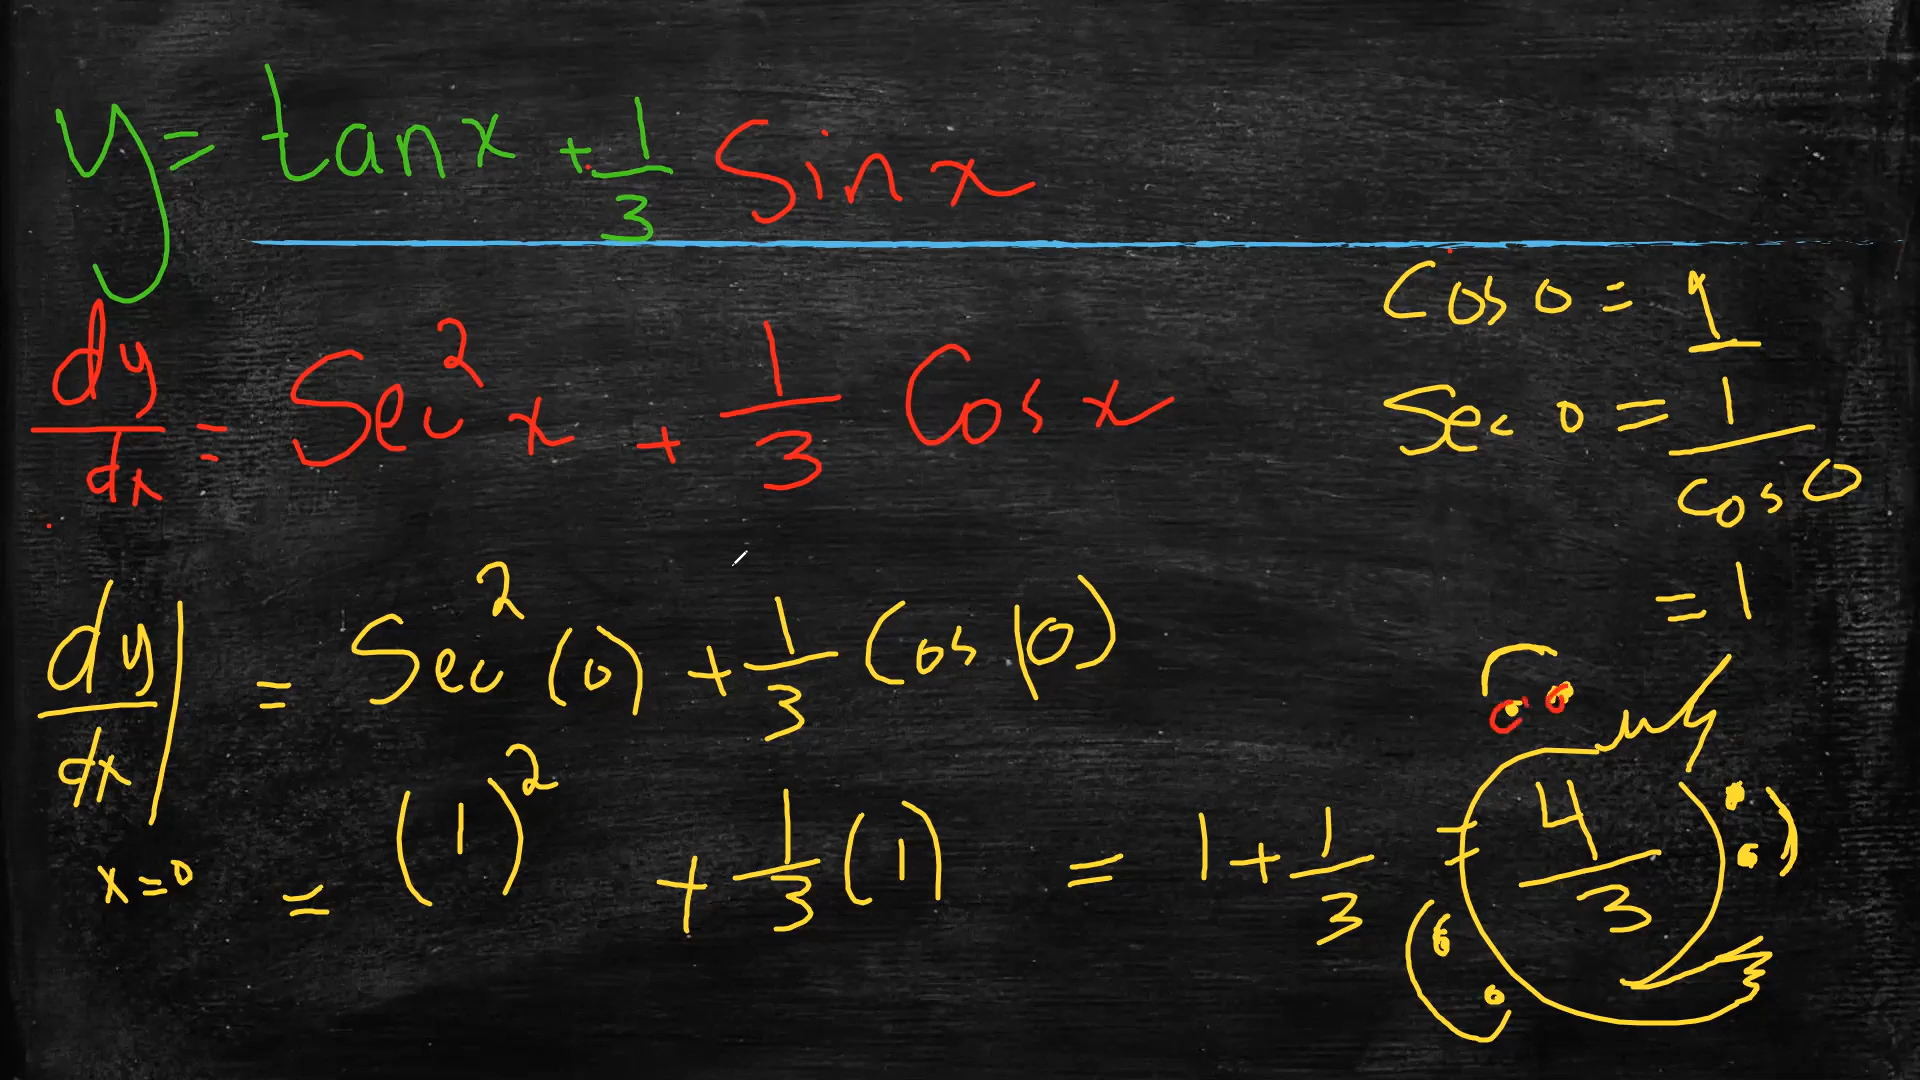 y = tan x + 1/3 Sin x
dy/dx = Sec² x + 1/3 Cos x
Cos 0 = 1
Sec 0 = 1/cos 0
= 1
dy/dx | x=0 = Sec² (0) + 1/3 Cos (0)
= (1)² + 1/3 (1) = 1 + 1/3 = 4/3